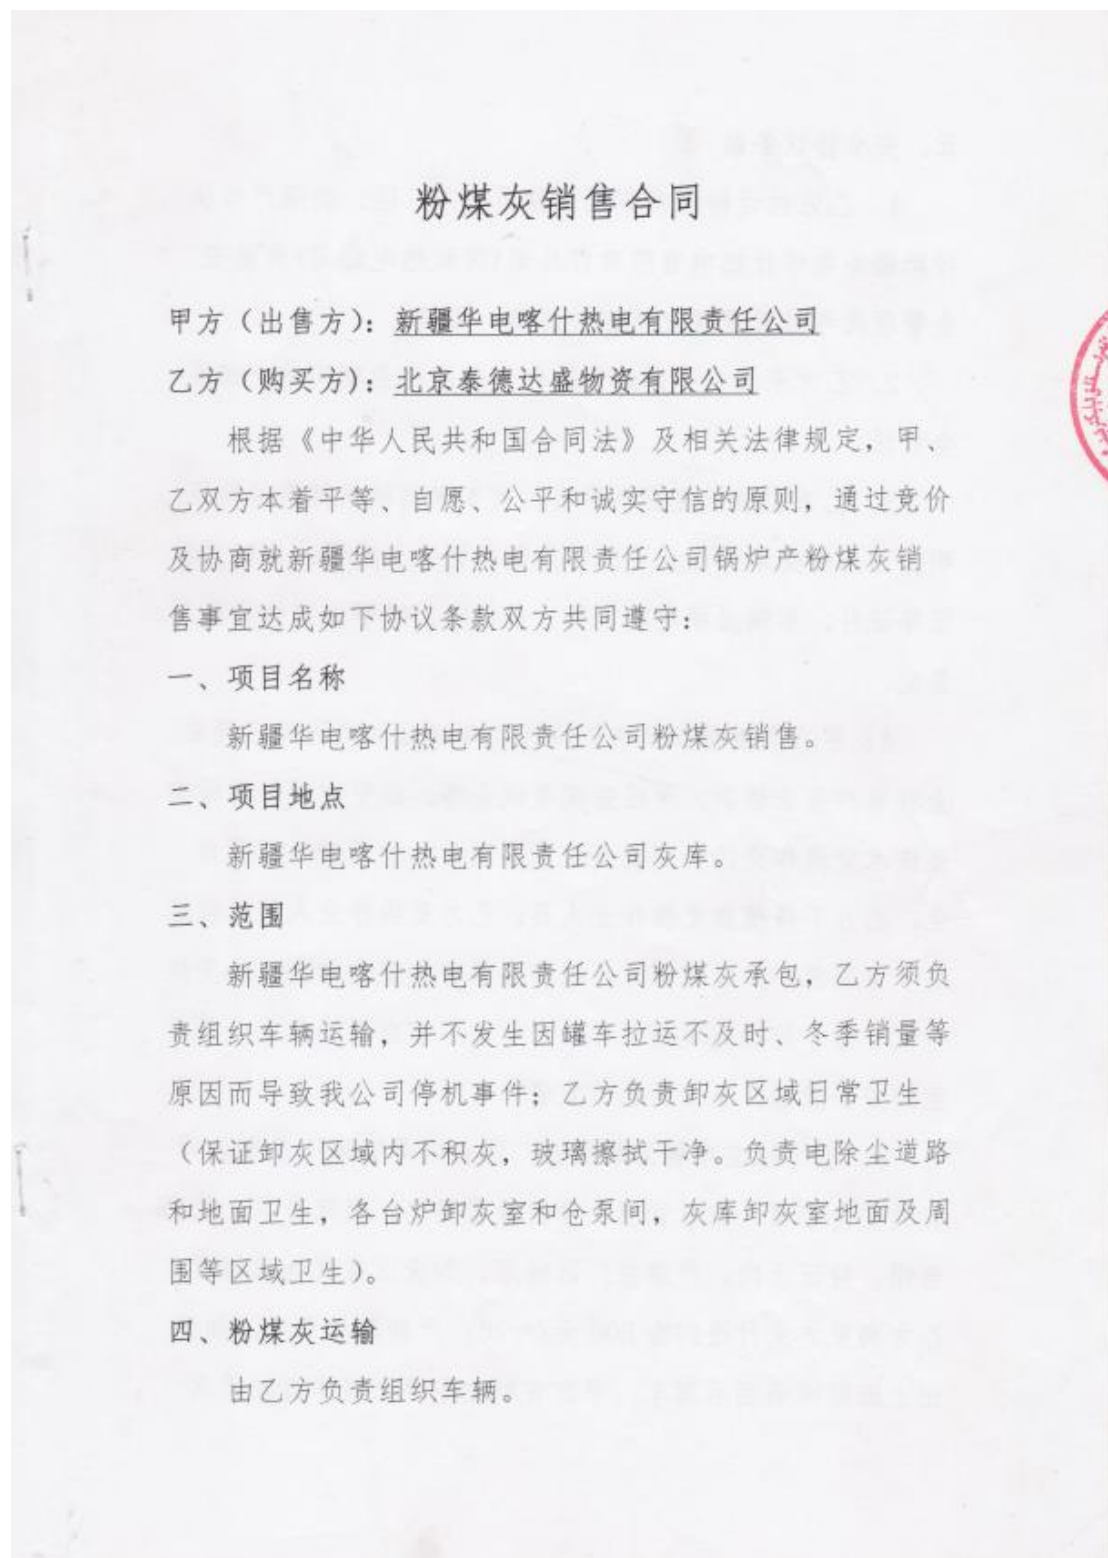 粉煤灰销售合同
甲方（出售方）：新疆华电喀什热电有限责任公司
乙方（购买方）：北京泰德达盛物资有限公司
根据《中华人民共和国合同法》及相关法律规定，甲、
乙双方本着平等、自愿、公平和诚实守信的原则，通过竞价
及协商就新疆华电喀什热电有限责任公司锅炉产粉煤灰销
售事宜达成如下协议条款双方共同遵守：
一、项目名称
新疆华电喀什热电有限责任公司粉煤灰销售。
二、项目地点
新疆华电喀什热电有限责任公司灰库。
三、范围
新疆华电喀什热电有限责任公司粉煤灰承包，乙方须负
责组织车辆运输，并不发生因罐车拉运不及时、冬季销量等
原因而导致我公司停机事件；乙方负责卸灰区域日常卫生
（保证卸灰区域内不积灰，玻璃擦拭干净。负责电除尘道路
和地面卫生，各台炉卸灰室和仓泵间，灰库卸灰室地面及周
围等区域卫生）。
四、粉煤灰运输
由乙方负责组织车辆。